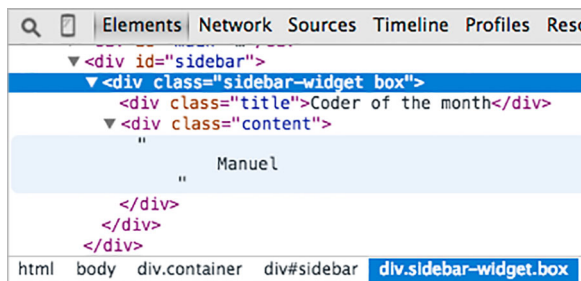 Elements Network Sources Timeline Profiles Reso
▼<div id="sidebar">
▼<div class="sidebar-widget box">
<div class="title">Coder of the month</div>
▼<div class="content">
"
Manuel
"
</div>
</div>
</div>
html body div.container div#sidebar div.sidebar-widget.box